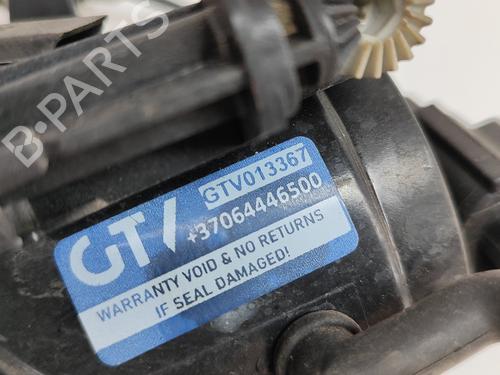 B-PARTS
GTV
GTV013367
+37064446500
WARRANTY VOID & NO RETURNS
IF SEAL DAMAGED!